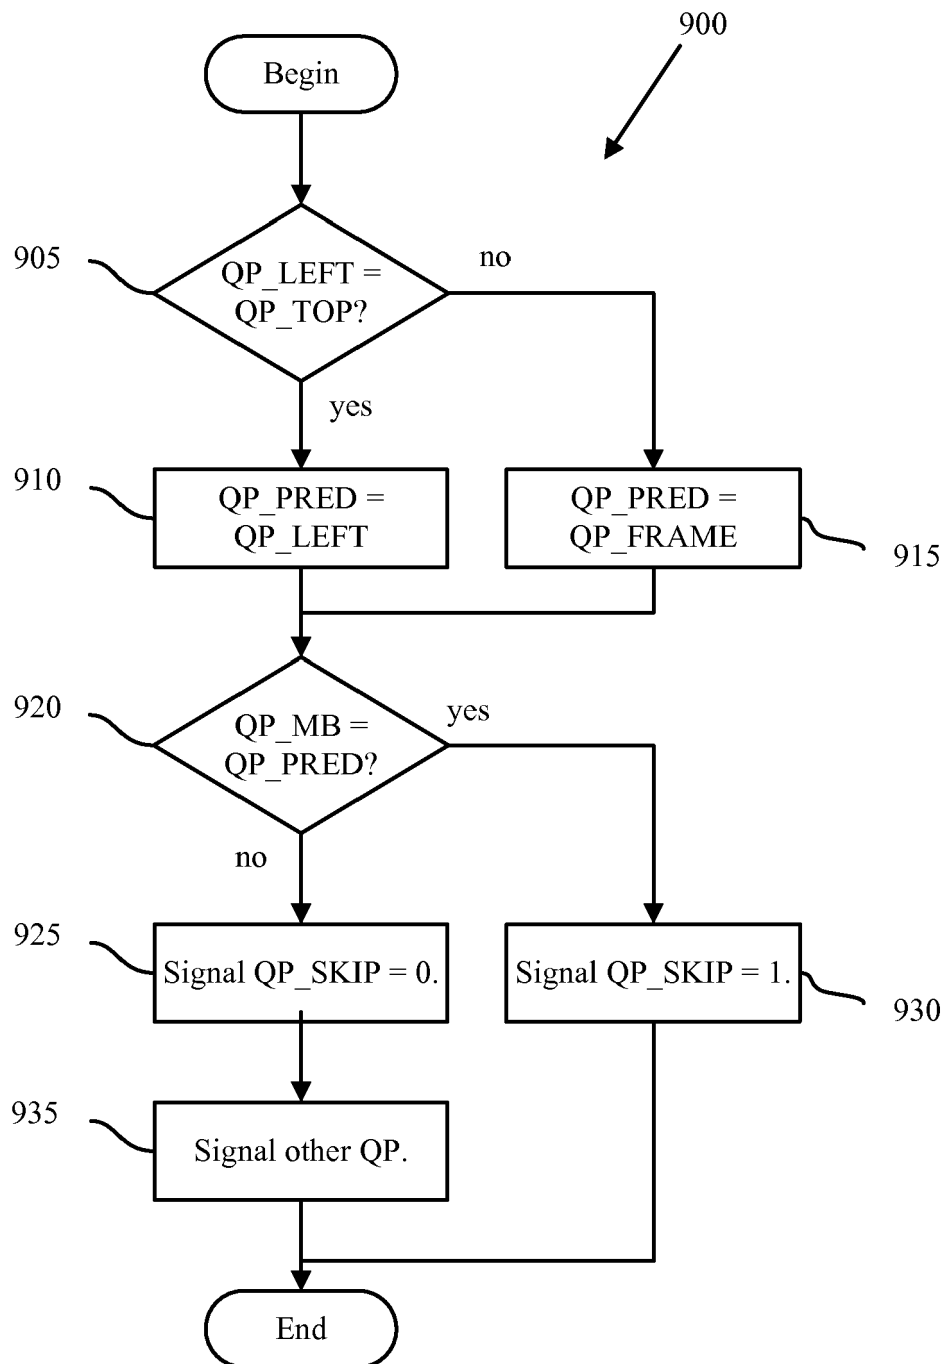 900
Begin
905
QP_LEFT =
QP_TOP?
no
yes
910
QP_PRED =
QP_LEFT
QP_PRED =
QP_FRAME
915
920
QP_MB =
QP_PRED?
yes
no
925
Signal QP_SKIP = 0.
Signal QP_SKIP = 1.
930
935
Signal other QP.
End